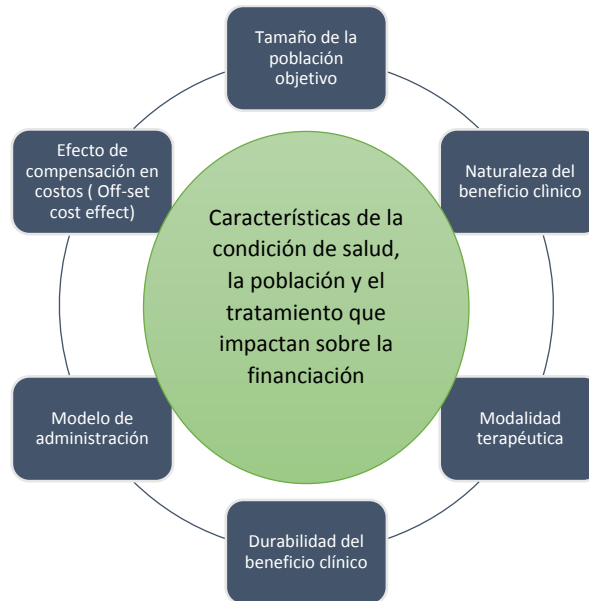 Tamaño de la
población
objetivo
Efecto de
compensación en
costos ( Off-set
cost effect)
Naturaleza del
beneficio clìnico
Características de la
condición de salud,
la población y el
tratamiento que
impactan sobre la
financiación
Modelo de
administración
Modalidad
terapéutica
Durabilidad del
beneficio clínico